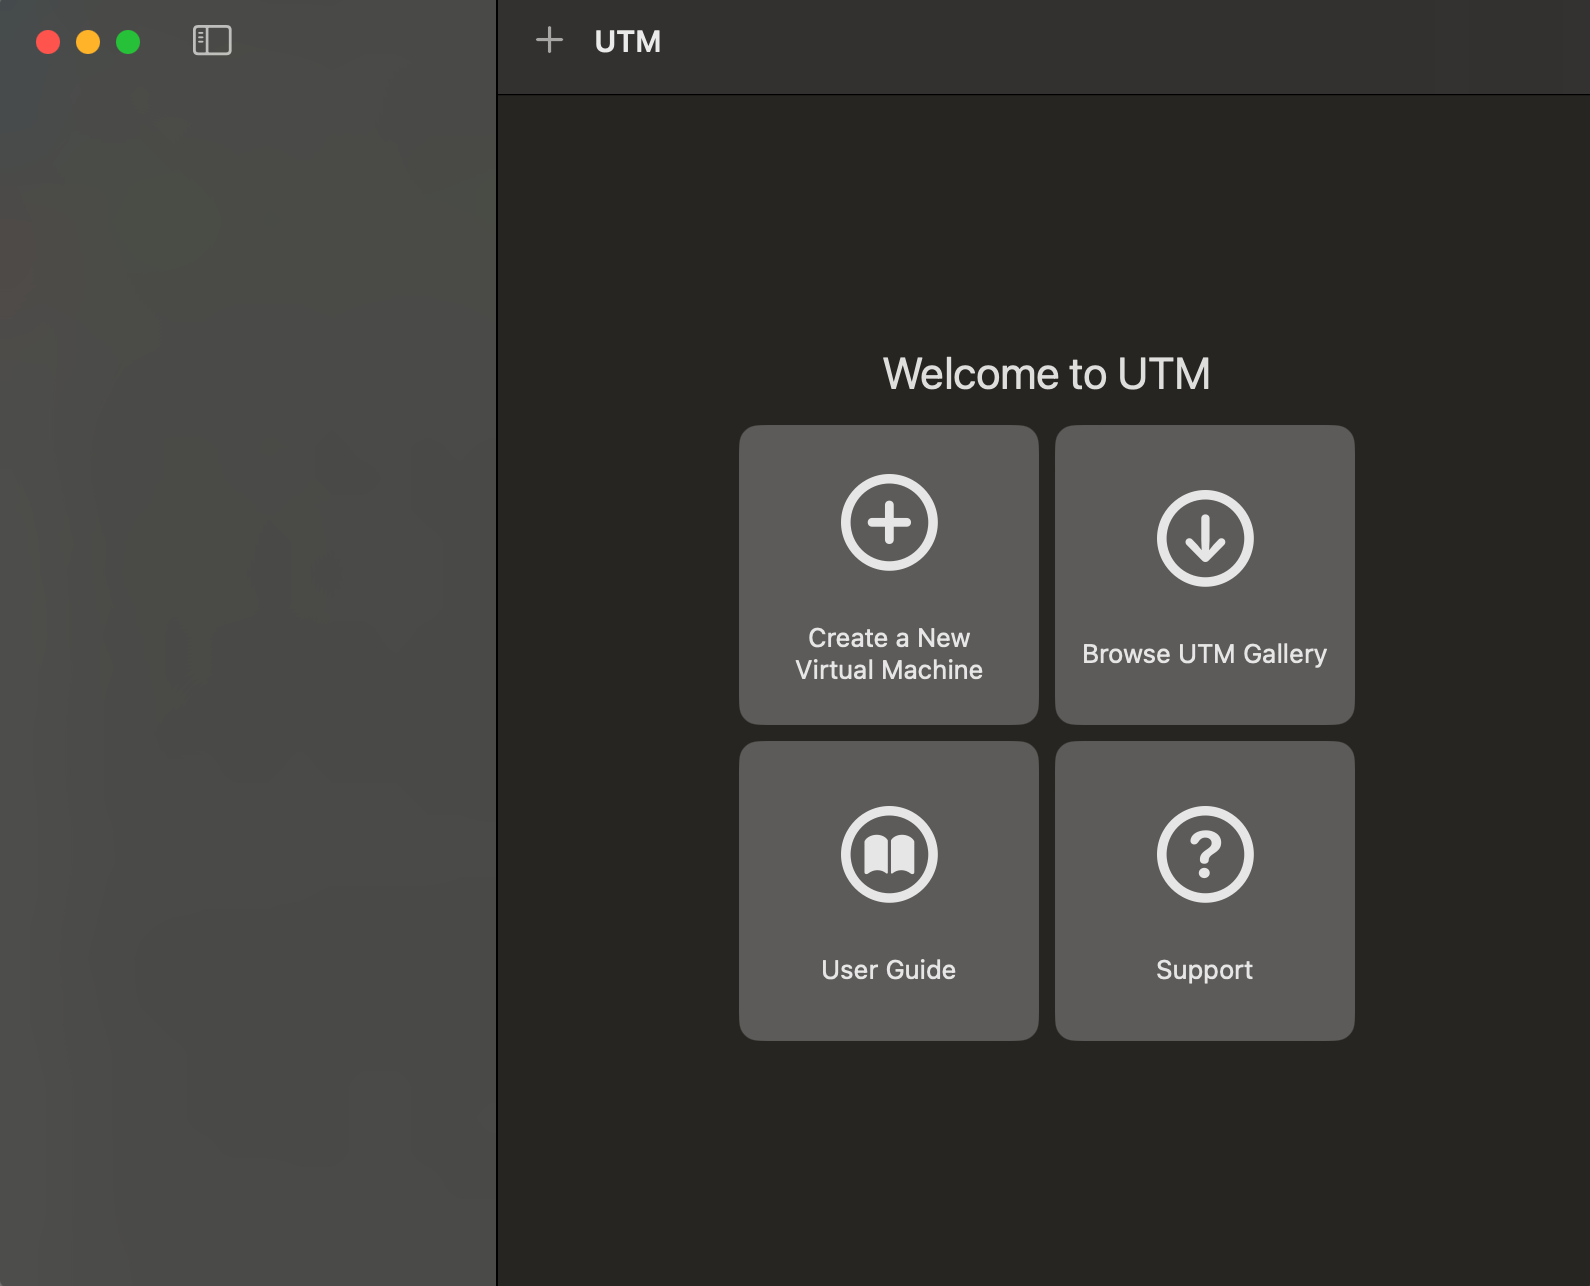 UTM
Welcome to UTM
Create a New
Virtual Machine
Browse UTM Gallery
User Guide
Support